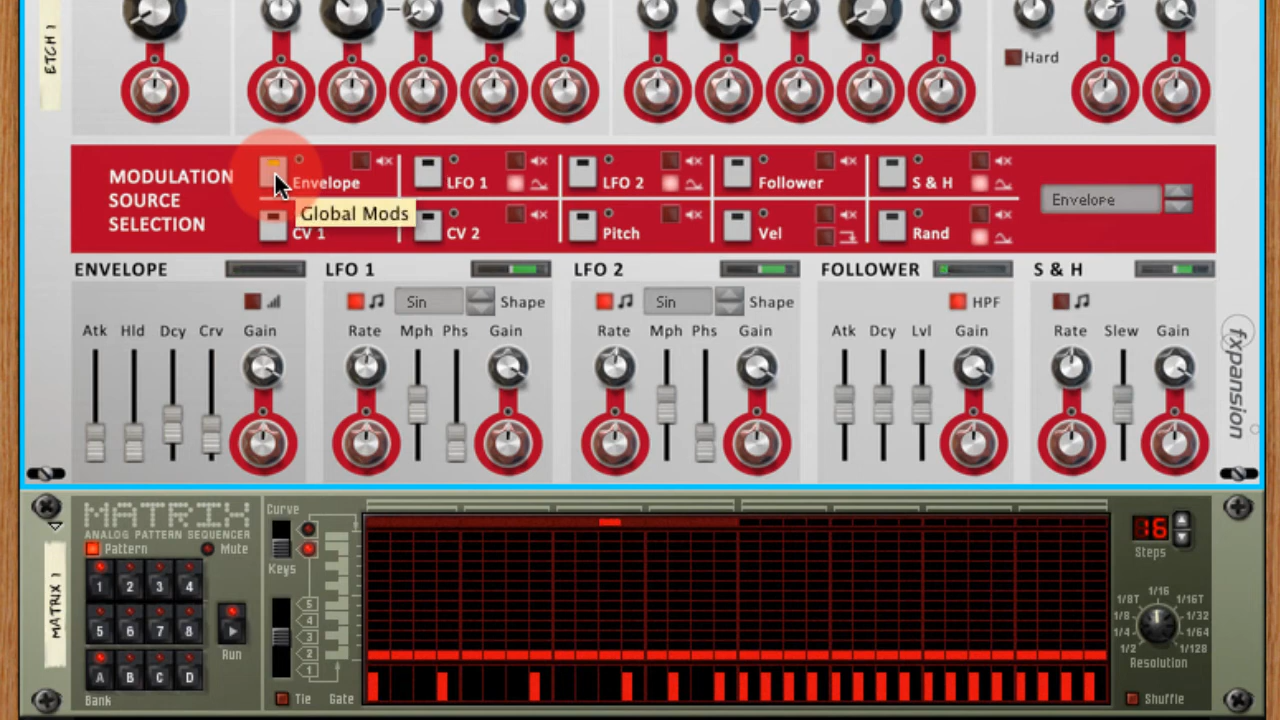 ETCH 1
Hard
MODULATION
SOURCE
SELECTION
Envelope
LFO 1
LFO 2
Follower
S & H
Envelope
Global Mods
CV 1
CV 2
Pitch
Vel
Rand
ENVELOPE
LFO 1
LFO 2
FOLLOWER
S & H
Sin
Shape
Sin
Shape
HPF
Atk Hld Dcy Crv Gain
Rate Mph Phs Gain
Rate Mph Phs Gain
Atk Dcy Lvl Gain
Rate Slew Gain
fxpansion
MATRIX
ANALOG PATTERN SEQUENCER
Pattern
Mute
1 2 3 4
5 6 7 8
A B C D
Bank
Run
MATRIX 1
Curve
Keys
5
4
3
2
1
Tie
Gate
16
Steps
1/16
1/8T 1/16T
1/8 1/32
1/4 1/64
1/2 1/128
Resolution
Shuffle